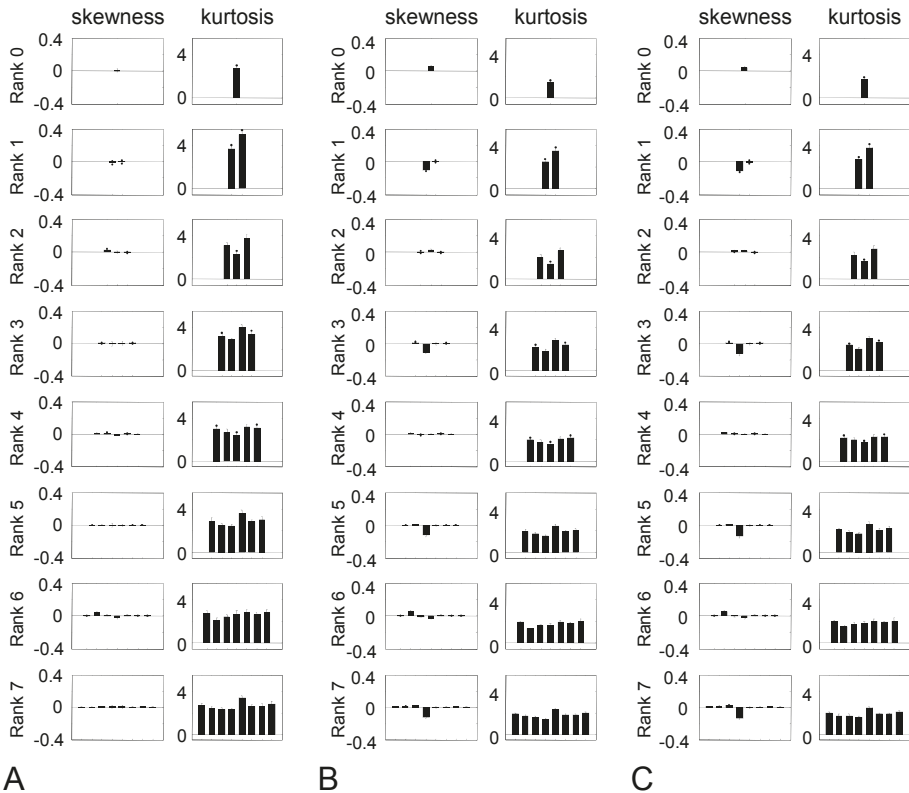 skewness kurtosis skewness kurtosis skewness kurtosis
Rank 0 0.4 0 -0.4 4 0 Rank 0 0.4 0 -0.4 4 0 Rank 0 0.4 0 -0.4 4 0
Rank 1 0.4 0 -0.4 4 0 Rank 1 0.4 0 -0.4 4 0 Rank 1 0.4 0 -0.4 4 0
Rank 2 0.4 0 -0.4 4 0 Rank 2 0.4 0 -0.4 4 0 Rank 2 0.4 0 -0.4 4 0
Rank 3 0.4 0 -0.4 4 0 Rank 3 0.4 0 -0.4 4 0 Rank 3 0.4 0 -0.4 4 0
Rank 4 0.4 0 -0.4 4 0 Rank 4 0.4 0 -0.4 4 0 Rank 4 0.4 0 -0.4 4 0
Rank 5 0.4 0 -0.4 4 0 Rank 5 0.4 0 -0.4 4 0 Rank 5 0.4 0 -0.4 4 0
Rank 6 0.4 0 -0.4 4 0 Rank 6 0.4 0 -0.4 4 0 Rank 6 0.4 0 -0.4 4 0
Rank 7 0.4 0 -0.4 4 0 Rank 7 0.4 0 -0.4 4 0 Rank 7 0.4 0 -0.4 4 0
A B C